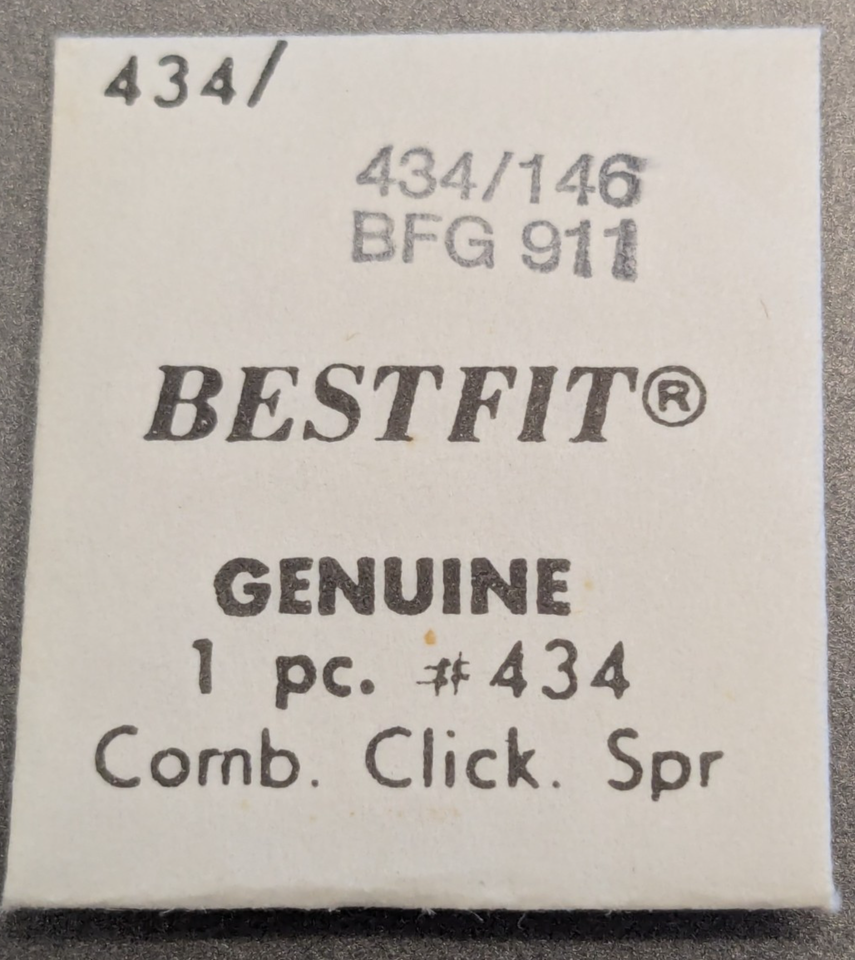 434/
434/146
BFG 911
BESTFIT®
GENUINE
1 pc. #434
Comb. Click. Spr